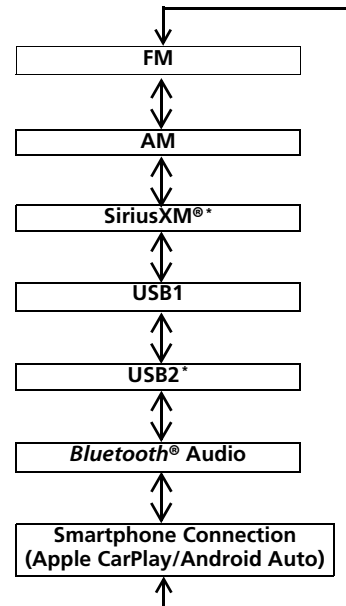 FM
AM
SiriusXM®*
USB1
USB2*
Bluetooth® Audio
Smartphone Connection
(Apple CarPlay/Android Auto)